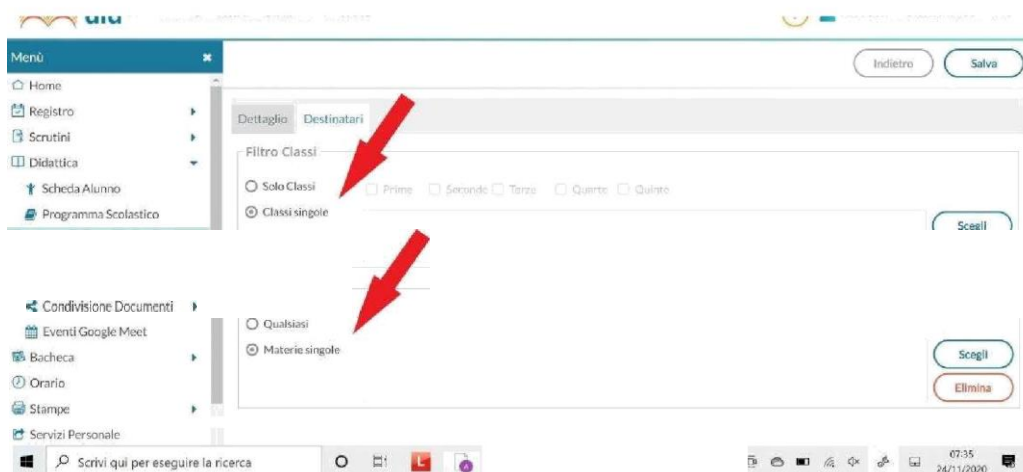 Menù
Indietro
Salva
Home
Registro
Dettaglio Destinatari
Scrutini
Filtro Classi
Didattica
Solo Classi Prime Seconde Terze Quarte Quinte
Scheda Alunno
Classi singole
Programma Scolastico
Scegli
Condivisione Documenti
Qualsiasi
Eventi Google Meet
Materie singole
Bacheca
Scegli
Orario
Elimina
Stampe
Servizi Personale
Scrivi qui per eseguire la ricerca
07:35
24/11/2020